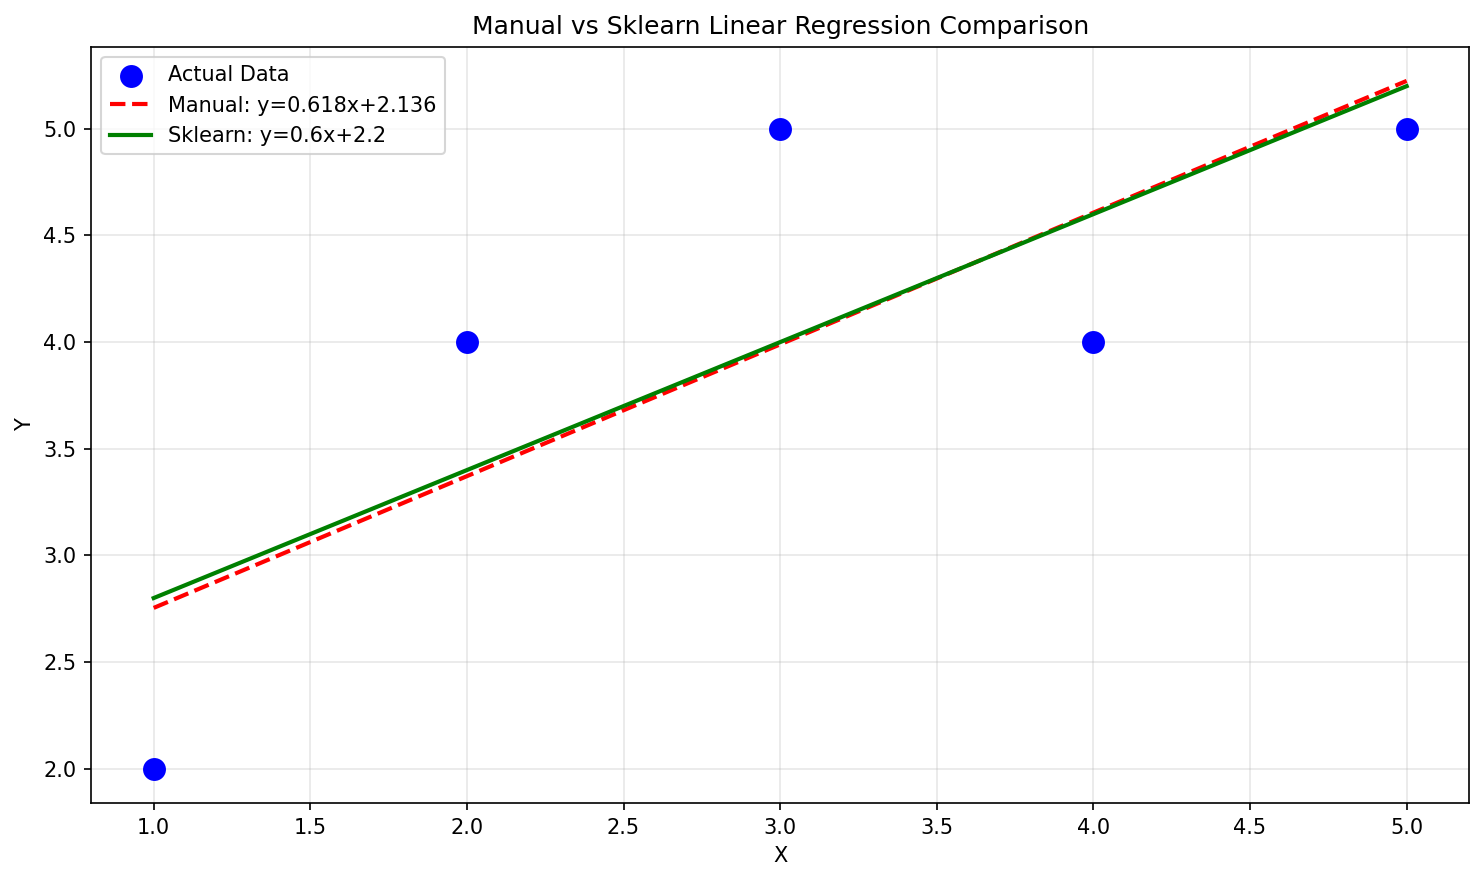 Manual vs Sklearn Linear Regression Comparison
Actual Data
Manual: y=0.618x+2.136
Sklearn: y=0.6x+2.2
5.0
4.5
4.0
3.5
3.0
2.5
2.0
Y
1.0 1.5 2.0 2.5 3.0 3.5 4.0 4.5 5.0
X